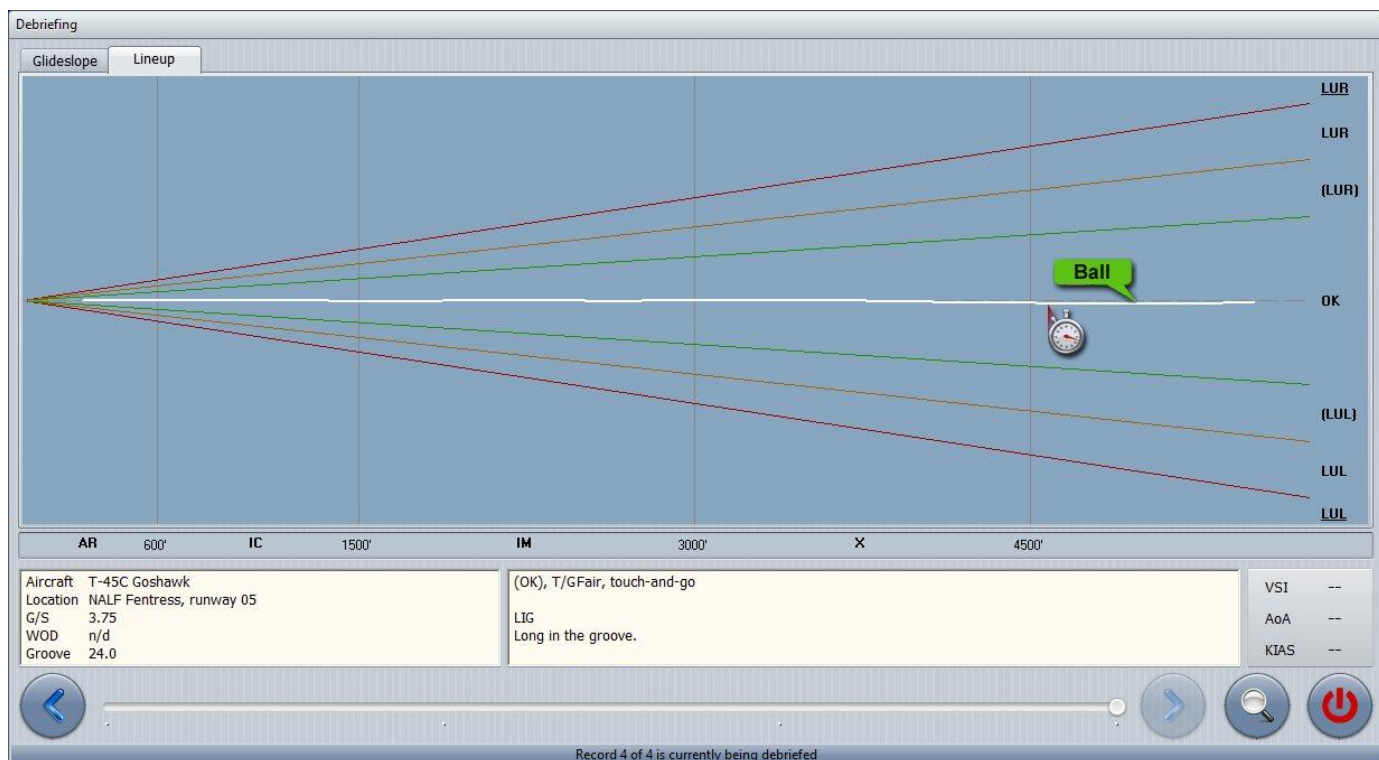 Debriefing
Glideslope Lineup
LUR
LUR
(LUR)
Ball
OK
(LUL)
LUL
LUL
AR 600' IC 1500' IM 3000' X 4500'
Aircraft T-45C Goshawk
Location NALF Fentress, runway 05
G/S 3.75
WOD n/d
Groove 24.0
(OK), T/GFair, touch-and-go
LIG
Long in the groove.
VSI --
AoA --
KIAS --
Record 4 of 4 is currently being debriefed